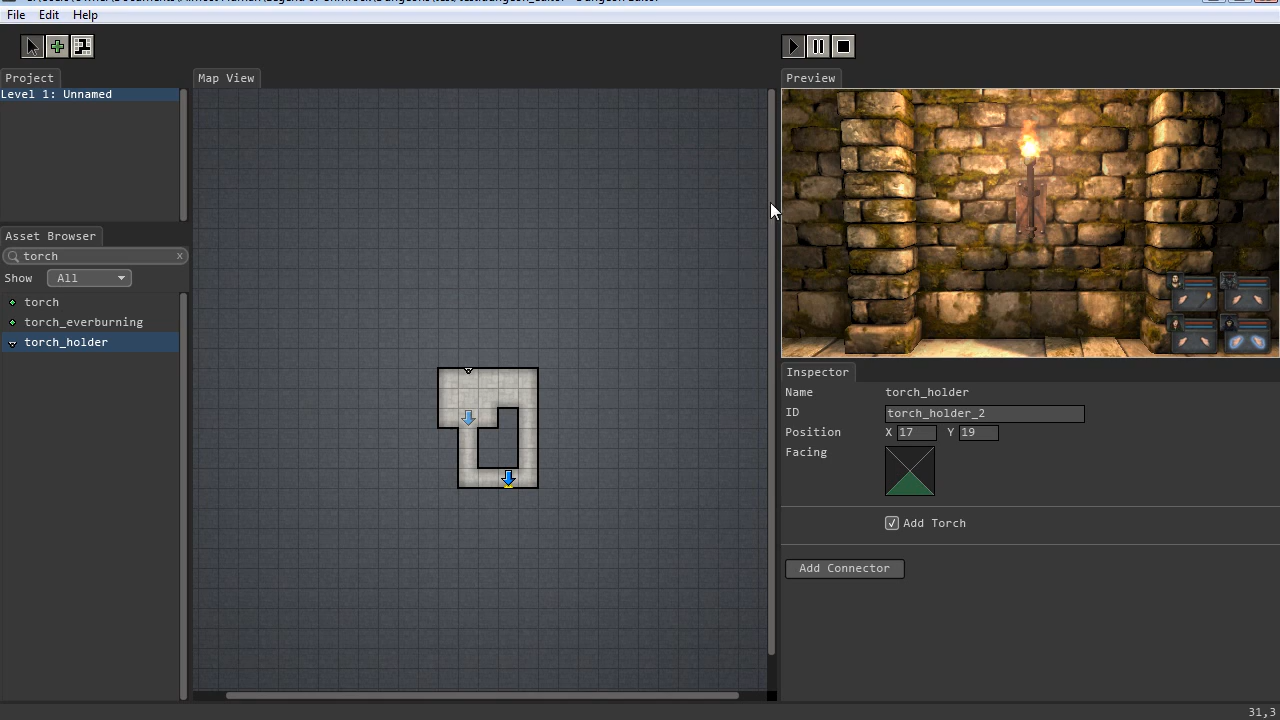 File Edit Help
Project
Map View
Preview
Level 1: Unnamed
Asset Browser
torch
Show All
torch
torch_everburning
torch_holder
Inspector
Name torch_holder
ID torch_holder_2
Position X 17 Y 19
Facing
Add Torch
Add Connector
31,3